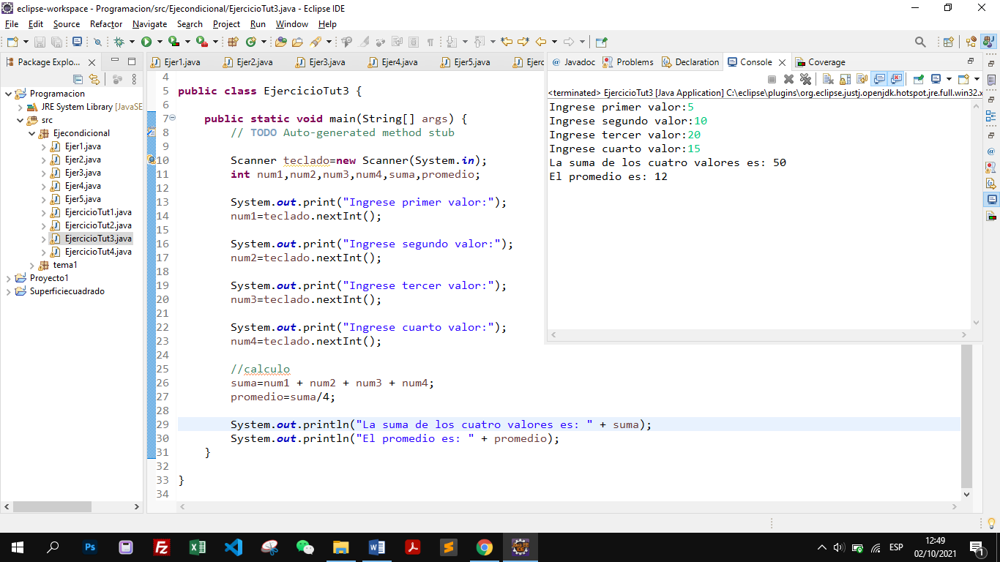 eclipse-workspace - Programacion/src/Ejecondicional/EjercicioTut3.java - Eclipse IDE
File Edit Source Refactor Navigate Search Project Run Window Help
Package Explo...
Programacion
JRE System Library [JavaSE
src
Ejecondicional
Ejer1.java
Ejer2.java
Ejer3.java
Ejer4.java
Ejer5.java
EjercicioTut1.java
EjercicioTut2.java
EjercicioTut3.java
EjercicioTut4.java
tema1
Proyecto1
Superficiecuadrado
Ejer1.java Ejer2.java Ejer3.java Ejer4.java Ejer5.java Ejerc
4
5 public class EjercicioTut3 {
6
7 public static void main(String[] args) {
8 // TODO Auto-generated method stub
9
10 Scanner teclado=new Scanner(System.in);
11 int num1,num2,num3,num4,suma,promedio;
12
13 System.out.print("Ingrese primer valor:");
14 num1=teclado.nextInt();
15
16 System.out.print("Ingrese segundo valor:");
17 num2=teclado.nextInt();
18
19 System.out.print("Ingrese tercer valor:");
20 num3=teclado.nextInt();
21
22 System.out.print("Ingrese cuarto valor:");
23 num4=teclado.nextInt();
24
25 //calculo
26 suma=num1 + num2 + num3 + num4;
27 promedio=suma/4;
28
29 System.out.println("La suma de los cuatro valores es: " + suma);
30 System.out.println("El promedio es: " + promedio);
31 }
32
33 }
34
@ Javadoc Problems Declaration Console Coverage
<terminated> EjercicioTut3 [Java Application] C:\eclipse\plugins\org.eclipse.justj.openjdk.hotspot.jre.full.win32.x
Ingrese primer valor:5
Ingrese segundo valor:10
Ingrese tercer valor:20
Ingrese cuarto valor:15
La suma de los cuatro valores es: 50
El promedio es: 12
Ps
ESP
12:49
02/10/2021
1